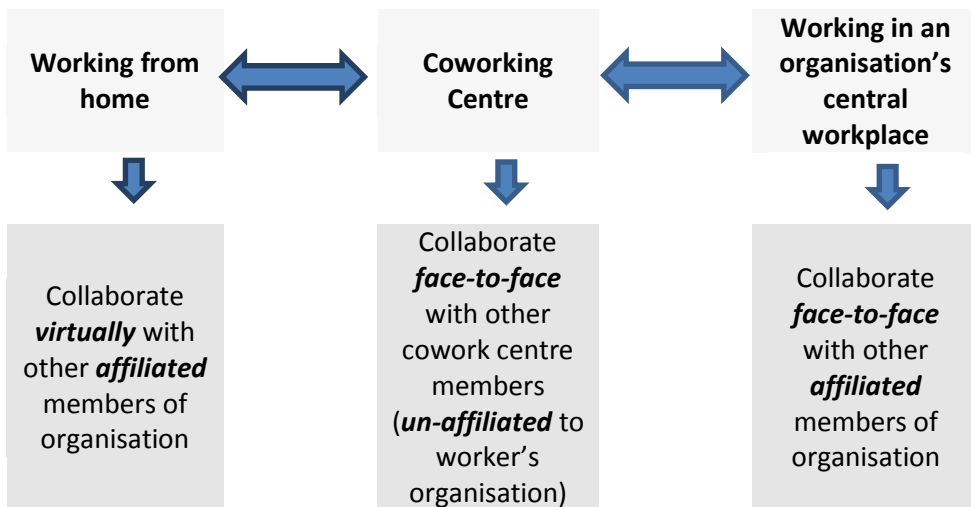 Working from
home
Coworking
Centre
Working in an
organisation’s
central
workplace
Collaborate
virtually with
other affiliated
members of
organisation
Collaborate
face-to-face
with other
cowork centre
members
(un-affiliated to
worker’s
organisation)
Collaborate
face-to-face
with other
affiliated
members of
organisation